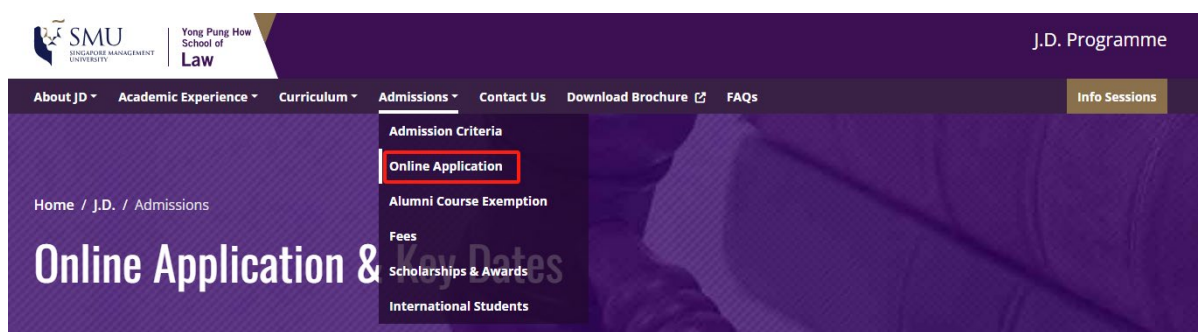 SMU
SINGAPORE MANAGEMENT
UNIVERSITY
Yong Pung How
School of
Law
J.D. Programme
About JD Academic Experience Curriculum Admissions Contact Us Download Brochure FAQs Info Sessions
Admission Criteria
Online Application
Alumni Course Exemption
Fees
Scholarships & Awards
International Students
Home / J.D. / Admissions
Online Application & Key Dates